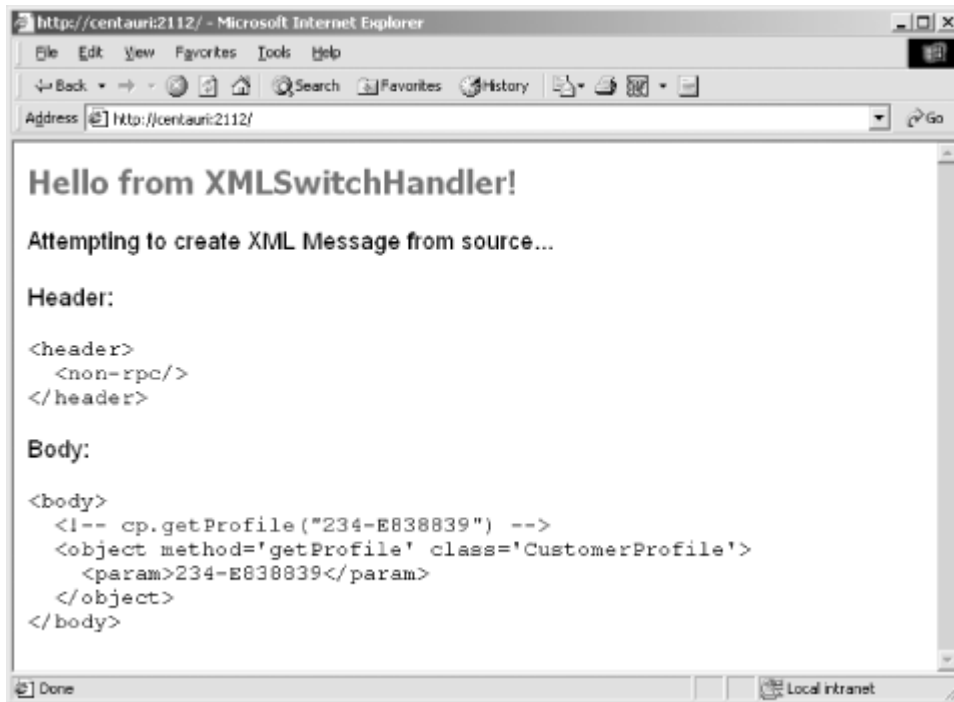 http://centauri:2112/ - Microsoft Internet Explorer
File Edit View Favorites Tools Help
Back Search Favorites History
Address http://centauri:2112/ Go
Hello from XMLSwitchHandler!
Attempting to create XML Message from source...
Header:
<header>
  <non-rpc/>
</header>
Body:
<body>
  <!-- cp.getProfile("234-E838839") -->
  <object method='getProfile' class='CustomerProfile'>
    <param>234-E838839</param>
  </object>
</body>
Done Local intranet